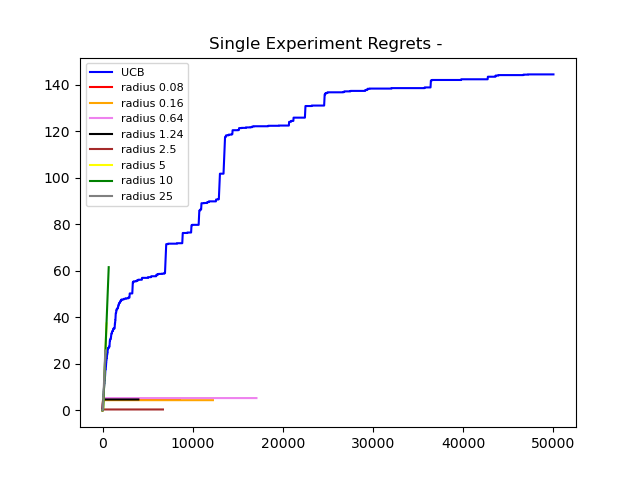 Single Experiment Regrets -
UCB
radius 0.08
radius 0.16
radius 0.64
radius 1.24
radius 2.5
radius 5
radius 10
radius 25
140
120
100
80
60
40
20
0
0 10000 20000 30000 40000 50000